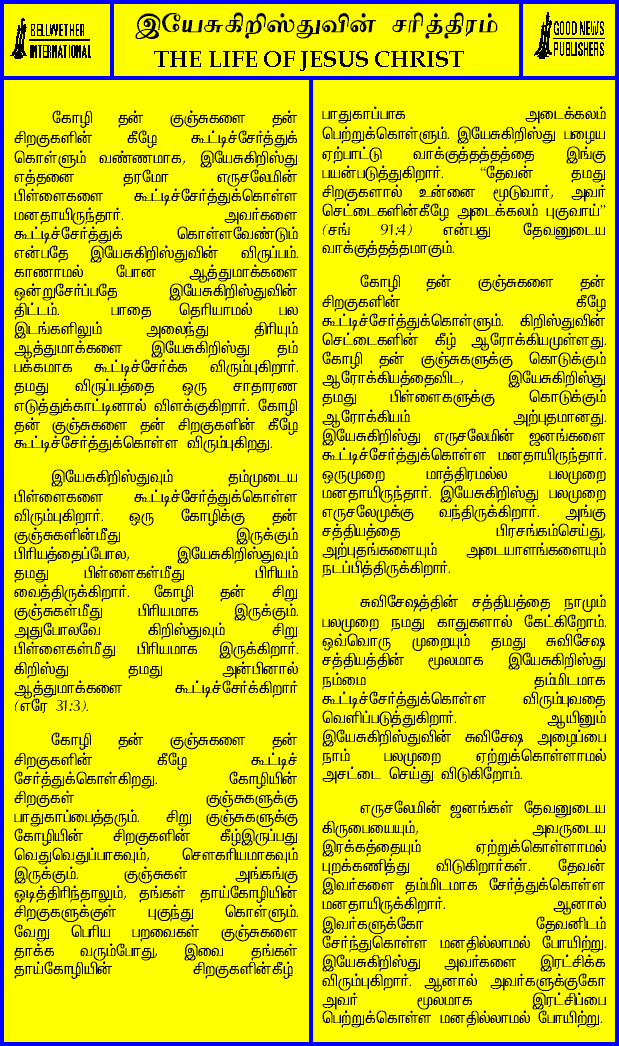 BELLWETHER
INTERNATIONAL
இயேசுகிறிஸ்துவின் சரித்திரம்
THE LIFE OF JESUS CHRIST
GOOD NEWS
PUBLISHERS
கோழி தன் குஞ்சுகளை தன்
சிறகுகளின் கீழே கூட்டிச்சேர்த்துக்
கொள்ளும் வண்ணமாக, இயேசுகிறிஸ்து
எத்தனை தரமோ எருசலேமின்
பிள்ளைகளை கூட்டிச்சேர்த்துக்கொள்ள
மனதாயிருந்தார். அவர்களை
கூட்டிச்சேர்த்துக் கொள்ளவேண்டும்
என்பதே இயேசுகிறிஸ்துவின் விருப்பம்.
காணாமல் போன ஆத்துமாக்களை
ஒன்றுசேர்ப்பதே இயேசுகிறிஸ்துவின்
திட்டம். பாதை தெரியாமல் பல
இடங்களிலும் அலைந்து திரியும்
ஆத்துமாக்களை இயேசுகிறிஸ்து தம்
பக்கமாக கூட்டிச்சேர்க்க விரும்புகிறார்.
தமது விருப்பத்தை ஒரு சாதாரண
எடுத்துக்காட்டினால் விளக்குகிறார். கோழி
தன் குஞ்சுகளை தன் சிறகுகளின் கீழே
கூட்டிச்சேர்த்துக்கொள்ள விரும்புகிறது.
இயேசுகிறிஸ்துவும் தம்முடைய
பிள்ளைகளை கூட்டிச்சேர்த்துக்கொள்ள
விரும்புகிறார். ஒரு கோழிக்கு தன்
குஞ்சுகளின்மீது இருக்கும்
பிரியத்தைப்போல, இயேசுகிறிஸ்துவும்
தமது பிள்ளைகள்மீது பிரியம்
வைத்திருக்கிறார். கோழி தன் சிறு
குஞ்சுகள்மீது பிரியமாக இருக்கும்.
அதுபோலவே கிறிஸ்துவும் சிறு
பிள்ளைகள்மீது பிரியமாக இருக்கிறார்.
கிறிஸ்து தமது அன்பினால்
ஆத்துமாக்களை கூட்டிச்சேர்க்கிறார்
(எரே 31:3).
கோழி தன் குஞ்சுகளை தன்
சிறகுகளின் கீழே கூட்டிச்
சேர்த்துக்கொள்கிறது. கோழியின்
சிறகுகள் குஞ்சுகளுக்கு
பாதுகாப்பைத்தரும். சிறு குஞ்சுகளுக்கு
கோழியின் சிறகுகளின் கீழ்இருப்பது
வெதுவெதுப்பாகவும், சௌகரியமாகவும்
இருக்கும். குஞ்சுகள் அங்கங்கு
ஓடித்திரிந்தாலும், தங்கள் தாய்கோழியின்
சிறகுகளுக்குள் புகுந்து கொள்ளும்.
வேறு பெரிய பறவைகள் குஞ்சுகளை
தாக்க வரும்போது, இவை தங்கள்
தாய்கோழியின் சிறகுகளின்கீழ்
பாதுகாப்பாக அடைக்கலம்
பெற்றுக்கொள்ளும். இயேசுகிறிஸ்து பழைய
ஏற்பாட்டு வாக்குத்தத்தத்தை இங்கு
பயன்படுத்துகிறார். “தேவன் தமது
சிறகுகளால் உன்னை மூடுவார், அவர்
செட்டைகளின்கீழே அடைக்கலம் புகுவாய்”
(சங் 91:4) என்பது தேவனுடைய
வாக்குத்தத்தமாகும்.
கோழி தன் குஞ்சுகளை தன்
சிறகுகளின் கீழே
கூட்டிச்சேர்த்துக்கொள்ளும். கிறிஸ்துவின்
செட்டைகளின் கீழ் ஆரோக்கியமுள்ளது.
கோழி தன் குஞ்சுகளுக்கு கொடுக்கும்
ஆரோக்கியத்தைவிட, இயேசுகிறிஸ்து
தமது பிள்ளைகளுக்கு கொடுக்கும்
ஆரோக்கியம் அற்புதமானது.
இயேசுகிறிஸ்து எருசலேமின் ஜனங்களை
கூட்டிச்சேர்த்துக்கொள்ள மனதாயிருந்தார்.
ஒருமுறை மாத்திரமல்ல பலமுறை
மனதாயிருந்தார். இயேசுகிறிஸ்து பலமுறை
எருசலேமுக்கு வந்திருக்கிறார். அங்கு
சத்தியத்தை பிரசங்கம்செய்து,
அற்புதங்களையும் அடையாளங்களையும்
நடப்பித்திருக்கிறார்.
சுவிசேஷத்தின் சத்தியத்தை நாமும்
பலமுறை நமது காதுகளால் கேட்கிறோம்.
ஒவ்வொரு முறையும் தமது சுவிசேஷ
சத்தியத்தின் மூலமாக இயேசுகிறிஸ்து
நம்மை தம்மிடமாக
கூட்டிச்சேர்த்துக்கொள்ள விரும்புவதை
வெளிப்படுத்துகிறார். ஆயினும்
இயேசுகிறிஸ்துவின் சுவிசேஷ அழைப்பை
நாம் பலமுறை ஏற்றுக்கொள்ளாமல்
அசட்டை செய்து விடுகிறோம்.
எருசலேமின் ஜனங்கள் தேவனுடைய
கிருபையையும், அவருடைய
இரக்கத்தையும் ஏற்றுக்கொள்ளாமல்
புறக்கணித்து விடுகிறார்கள். தேவன்
இவர்களை தம்மிடமாக சேர்த்துக்கொள்ள
மனதாயிருக்கிறார். ஆனால்
இவர்களுக்கோ தேவனிடம்
சேர்ந்துகொள்ள மனதில்லாமல் போயிற்று.
இயேசுகிறிஸ்து அவர்களை இரட்சிக்க
விரும்புகிறார். ஆனால் அவர்களுக்குகோ
அவர் மூலமாக இரட்சிப்பை
பெற்றுக்கொள்ள மனதில்லாமல் போயிற்று.